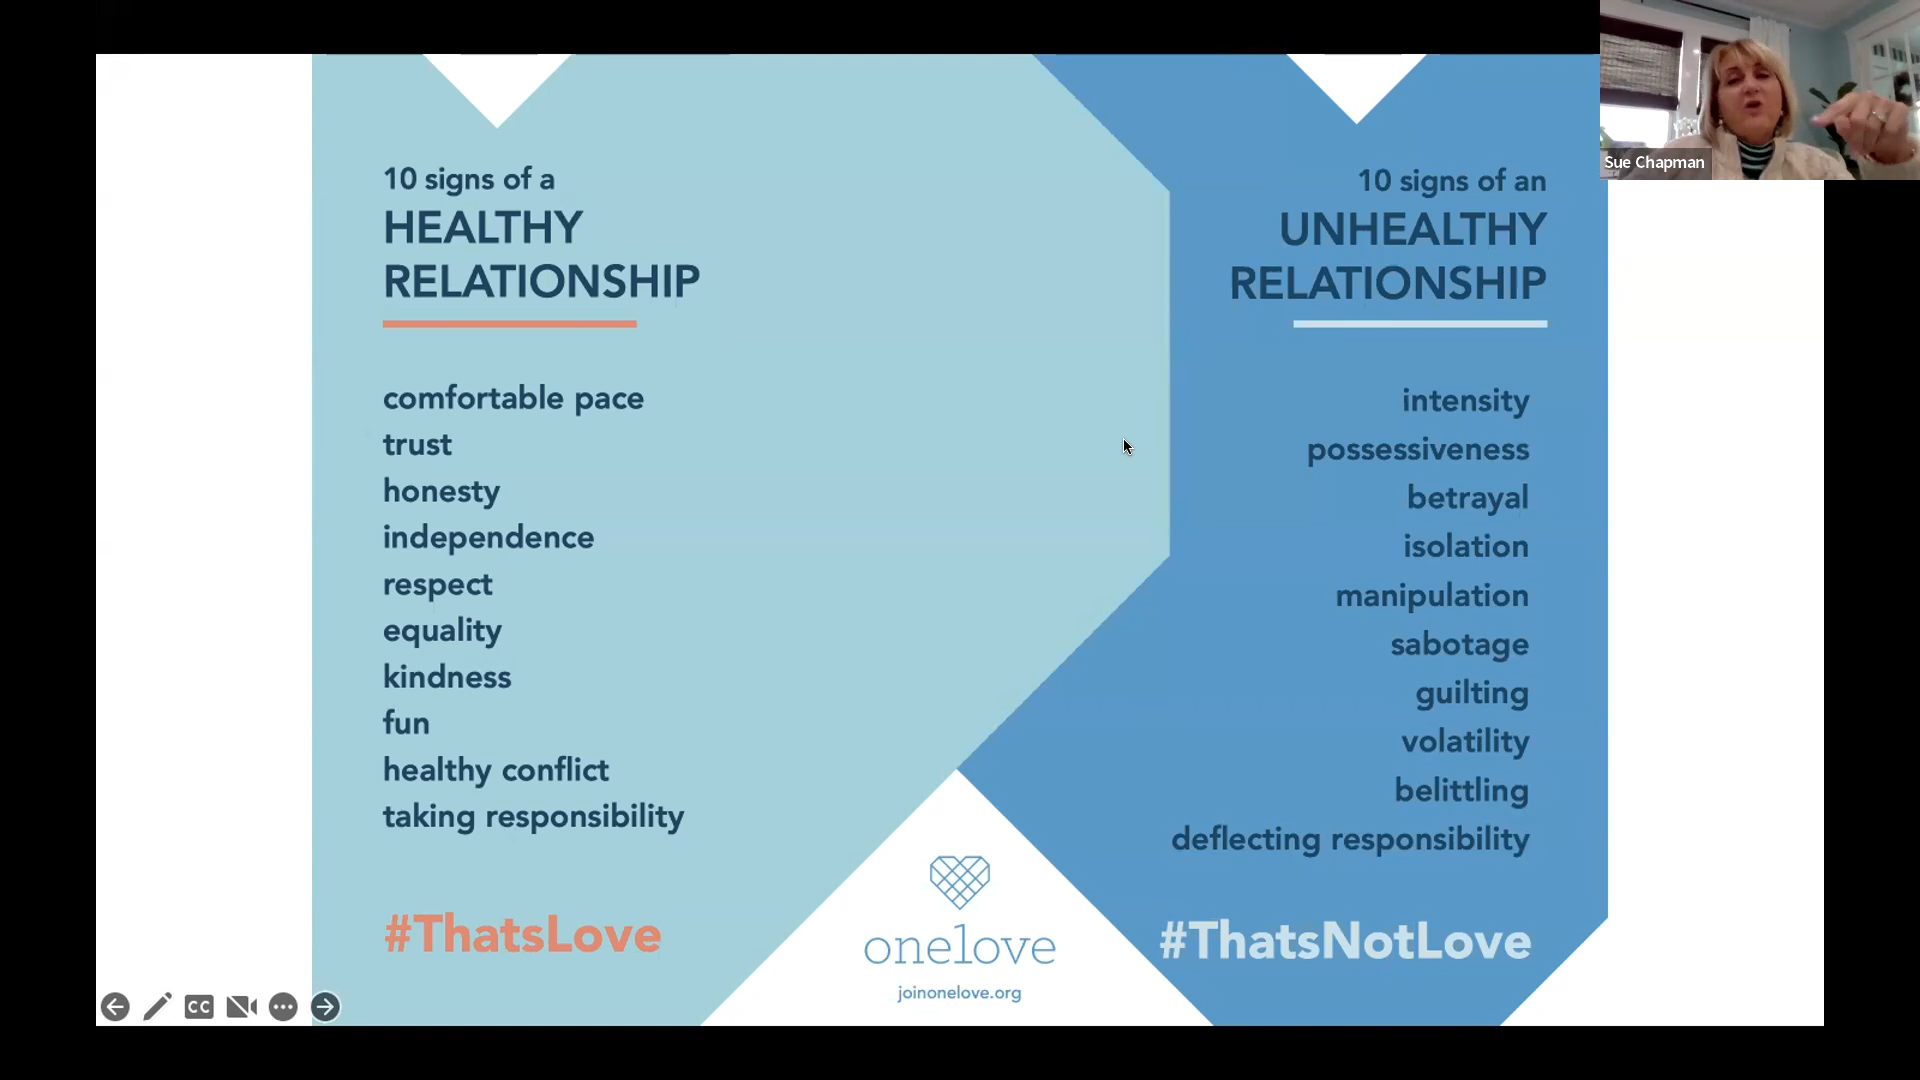 10 signs of a
HEALTHY
RELATIONSHIP
comfortable pace
trust
honesty
independence
respect
equality
kindness
fun
healthy conflict
taking responsibility
#ThatsLove
10 signs of an
UNHEALTHY
RELATIONSHIP
intensity
possessiveness
betrayal
isolation
manipulation
sabotage
guilting
volatility
belittling
deflecting responsibility
#ThatsNotLove
onelove
joinonelove.org
CC
Sue Chapman